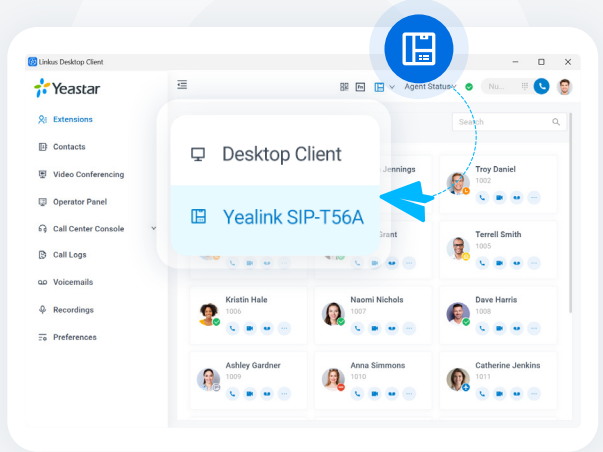 Linkus Desktop Client
Yeastar
Fn
Agent Status
Nu...
Extensions
Contacts
Video Conferencing
Operator Panel
Call Center Console
Call Logs
Voicemails
Recordings
Preferences
Search
Desktop Client
Yealink SIP-T56A
Jennings
Troy Daniel
1002
Grant
Terrell Smith
1005
Kristin Hale
1006
Naomi Nichols
1007
Dave Harris
1008
Ashley Gardner
1009
Anna Simmons
1010
Catherine Jenkins
1011